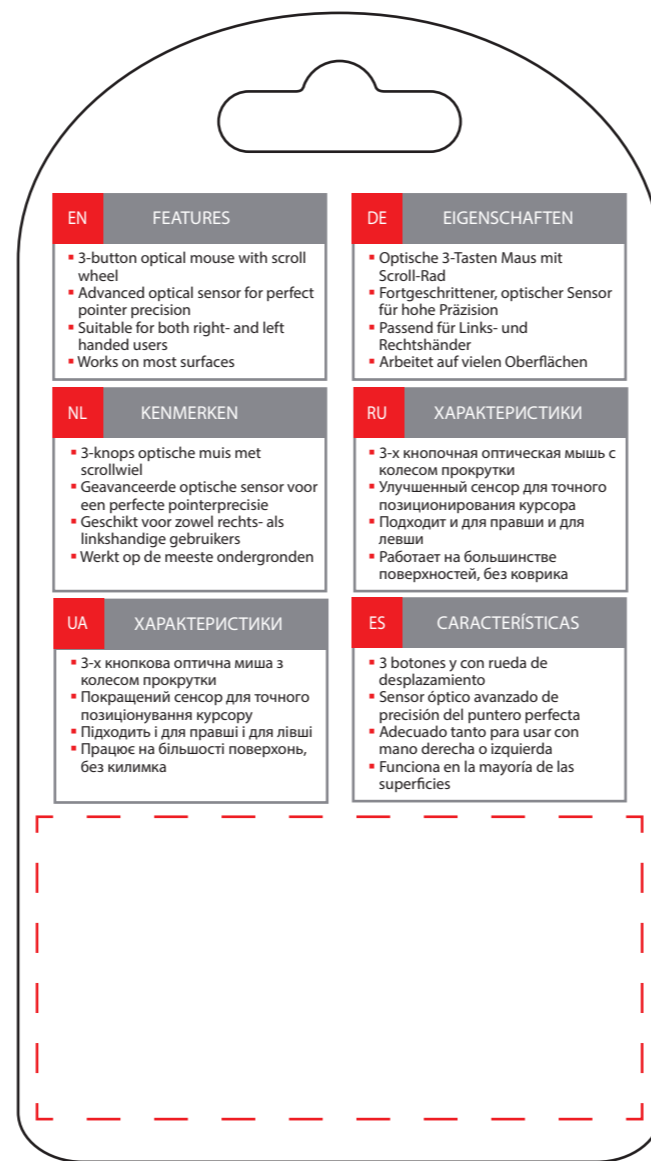 EN FEATURES
▪ 3-button optical mouse with scroll
wheel
▪ Advanced optical sensor for perfect
pointer precision
▪ Suitable for both right- and left
handed users
▪ Works on most surfaces
DE EIGENSCHAFTEN
▪ Optische 3-Tasten Maus mit
Scroll-Rad
▪ Fortgeschrittener, optischer Sensor
für hohe Präzision
▪ Passend für Links- und
Rechtshänder
▪ Arbeitet auf vielen Oberflächen
NL KENMERKEN
▪ 3-knops optische muis met
scrollwiel
▪ Geavanceerde optische sensor voor
een perfecte pointerprecisie
▪ Geschikt voor zowel rechts- als
linkshandige gebruikers
▪ Werkt op de meeste ondergronden
RU ХАРАКТЕРИСТИКИ
▪ 3-х кнопочная оптическая мышь с
колесом прокрутки
▪ Улучшенный сенсор для точного
позиционирования курсора
▪ Подходит и для правши и для
левши
▪ Работает на большинстве
поверхностей, без коврика
UA ХАРАКТЕРИСТИКИ
▪ 3-х кнопкова оптична миша з
колесом прокрутки
▪ Покращений сенсор для точного
позиціонування курсору
▪ Підходить і для правші і для лівші
▪ Працює на більшості поверхонь,
без килимка
ES CARACTERÍSTICAS
▪ 3 botones y con rueda de
desplazamiento
▪ Sensor óptico avanzado de
precisión del puntero perfecta
▪ Adecuado tanto para usar con
mano derecha o izquierda
▪ Funciona en la mayoría de las
superficies